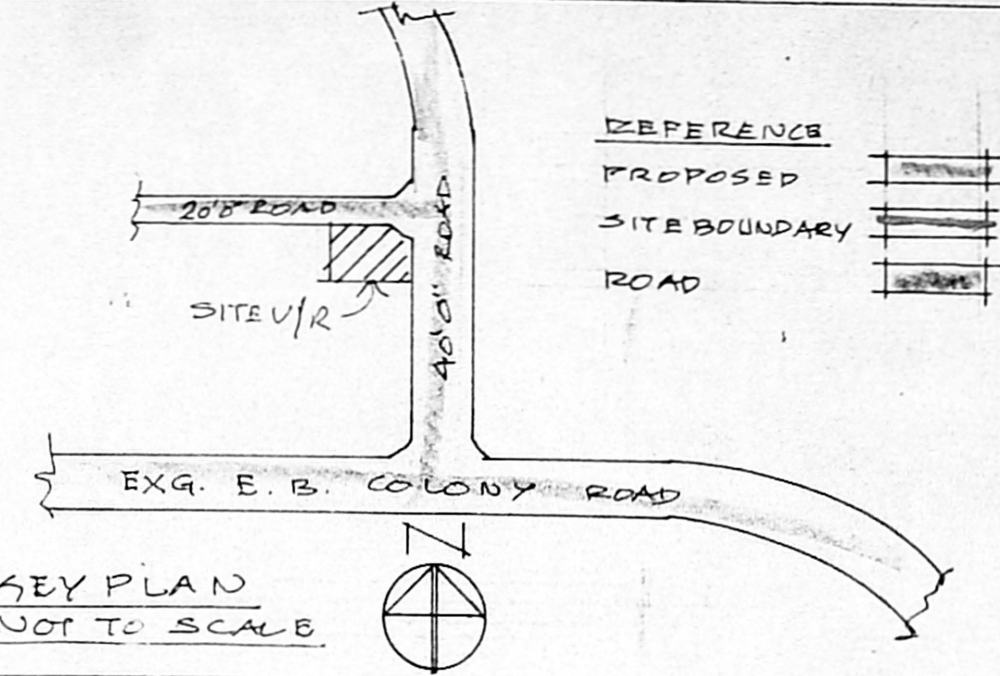 REFERENCE
PROPOSED
SITE BOUNDARY
ROAD
20'0" ROAD
40'0" ROAD
SITE U/R
EXG. E. B. COLONY ROAD
N
KEY PLAN
NOT TO SCALE